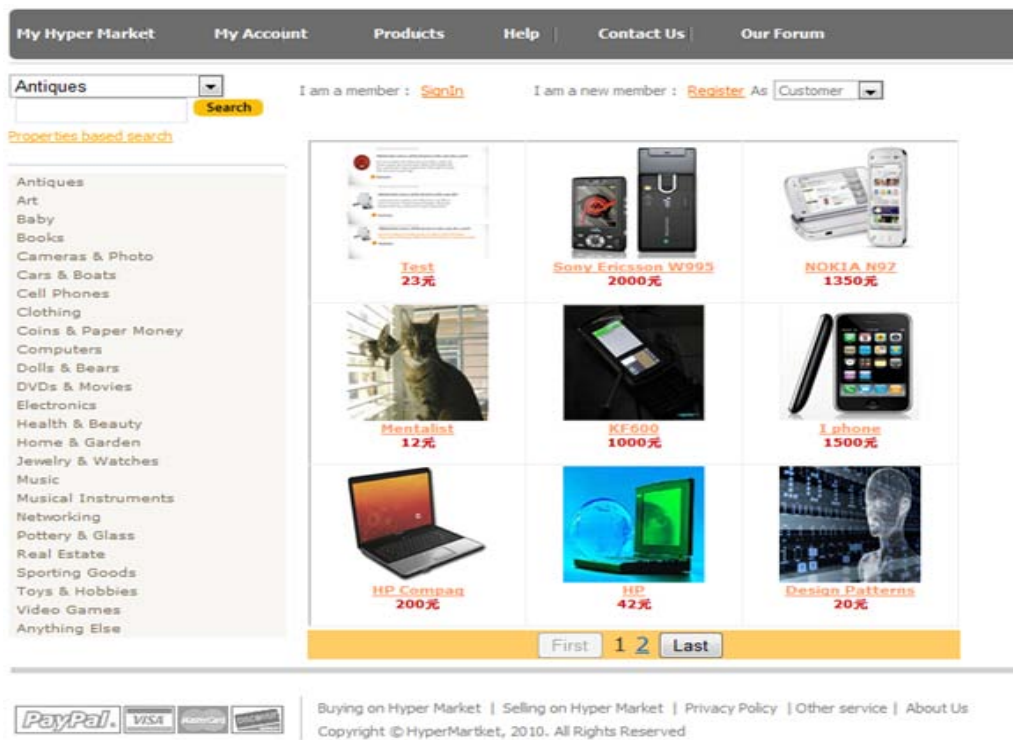 My Hyper Market My Account Products Help | Contact Us | Our Forum
Antiques
Search
I am a member : SignIn I am a new member : Register As Customer
Properties based search
Antiques
Art
Baby
Books
Cameras & Photo
Cars & Boats
Cell Phones
Clothing
Coins & Paper Money
Computers
Dolls & Bears
DVDs & Movies
Electronics
Health & Beauty
Home & Garden
Jewelry & Watches
Music
Musical Instruments
Networking
Pottery & Glass
Real Estate
Sporting Goods
Toys & Hobbies
Video Games
Anything Else
Test
23元
Sony Ericsson W995
2000元
NOKIA N97
1350元
Mentalist
12元
KF600
1000元
I phone
1500元
HP Compaq
200元
HP
42元
Design Patterns
20元
First 1 2 Last
PayPal. VISA MasterCard DISCOVER
Buying on Hyper Market | Selling on Hyper Market | Privacy Policy | Other service | About Us
Copyright © HyperMartket, 2010. All Rights Reserved